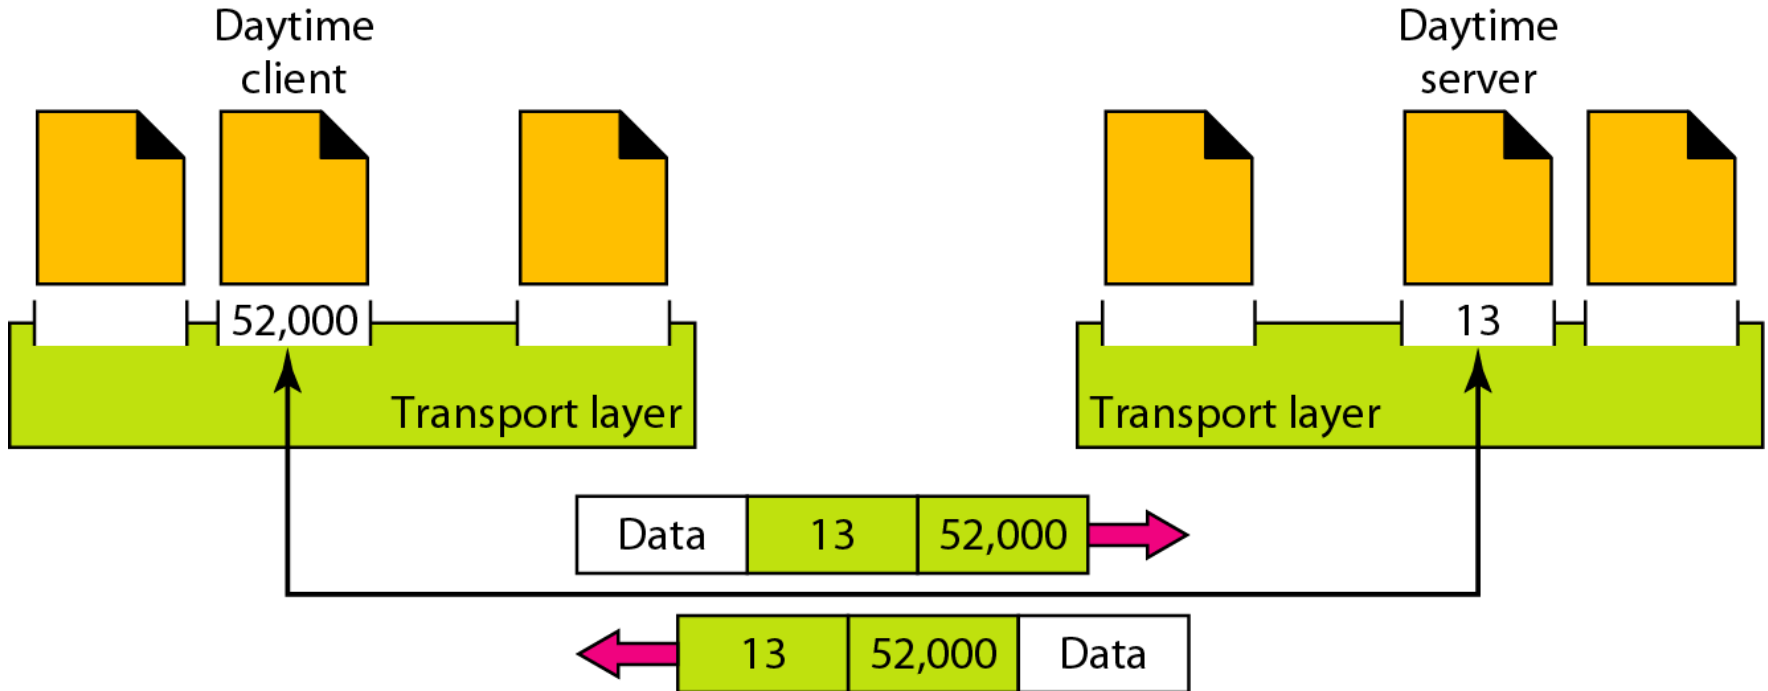 Daytime
client
Daytime
server
52,000
13
Transport layer
Transport layer
Data 13 52,000
13 52,000 Data